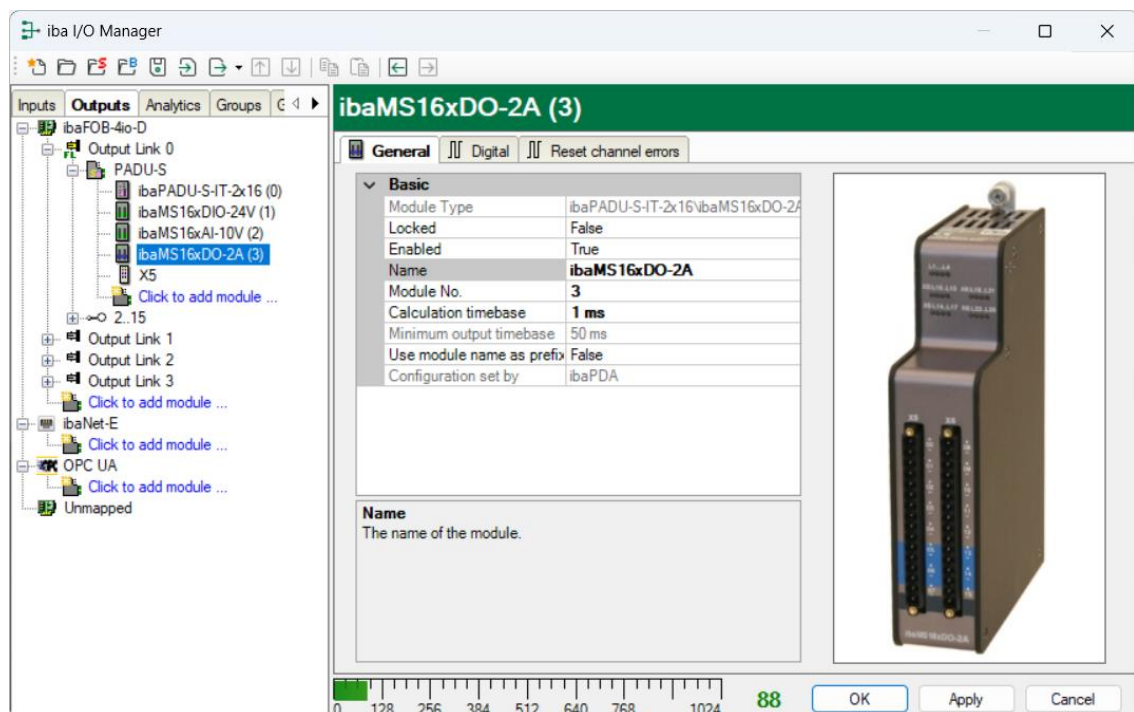 iba I/O Manager
Inputs Outputs Analytics Groups
ibaFOB-4io-D
Output Link 0
FL
PADU-S
ibaPADU-S-IT-2x16 (0)
ibaMS16xDIO-24V (1)
ibaMS16xAI-10V (2)
ibaMS16xDO-2A (3)
X5
Click to add module ...
2..15
Output Link 1
Output Link 2
Output Link 3
Click to add module ...
ibaNet-E
Click to add module ...
OPC UA
Click to add module ...
Unmapped
ibaMS16xDO-2A (3)
General Digital Reset channel errors
Basic
Module Type ibaPADU-S-IT-2x16\ibaMS16xDO-2A
Locked False
Enabled True
Name ibaMS16xDO-2A
Module No. 3
Calculation timebase 1 ms
Minimum output timebase 50 ms
Use module name as prefix False
Configuration set by ibaPDA
Name
The name of the module.
X5 X6
ibaMS16xDO-2A
0 128 256 384 512 640 768 1024
88
OK Apply Cancel